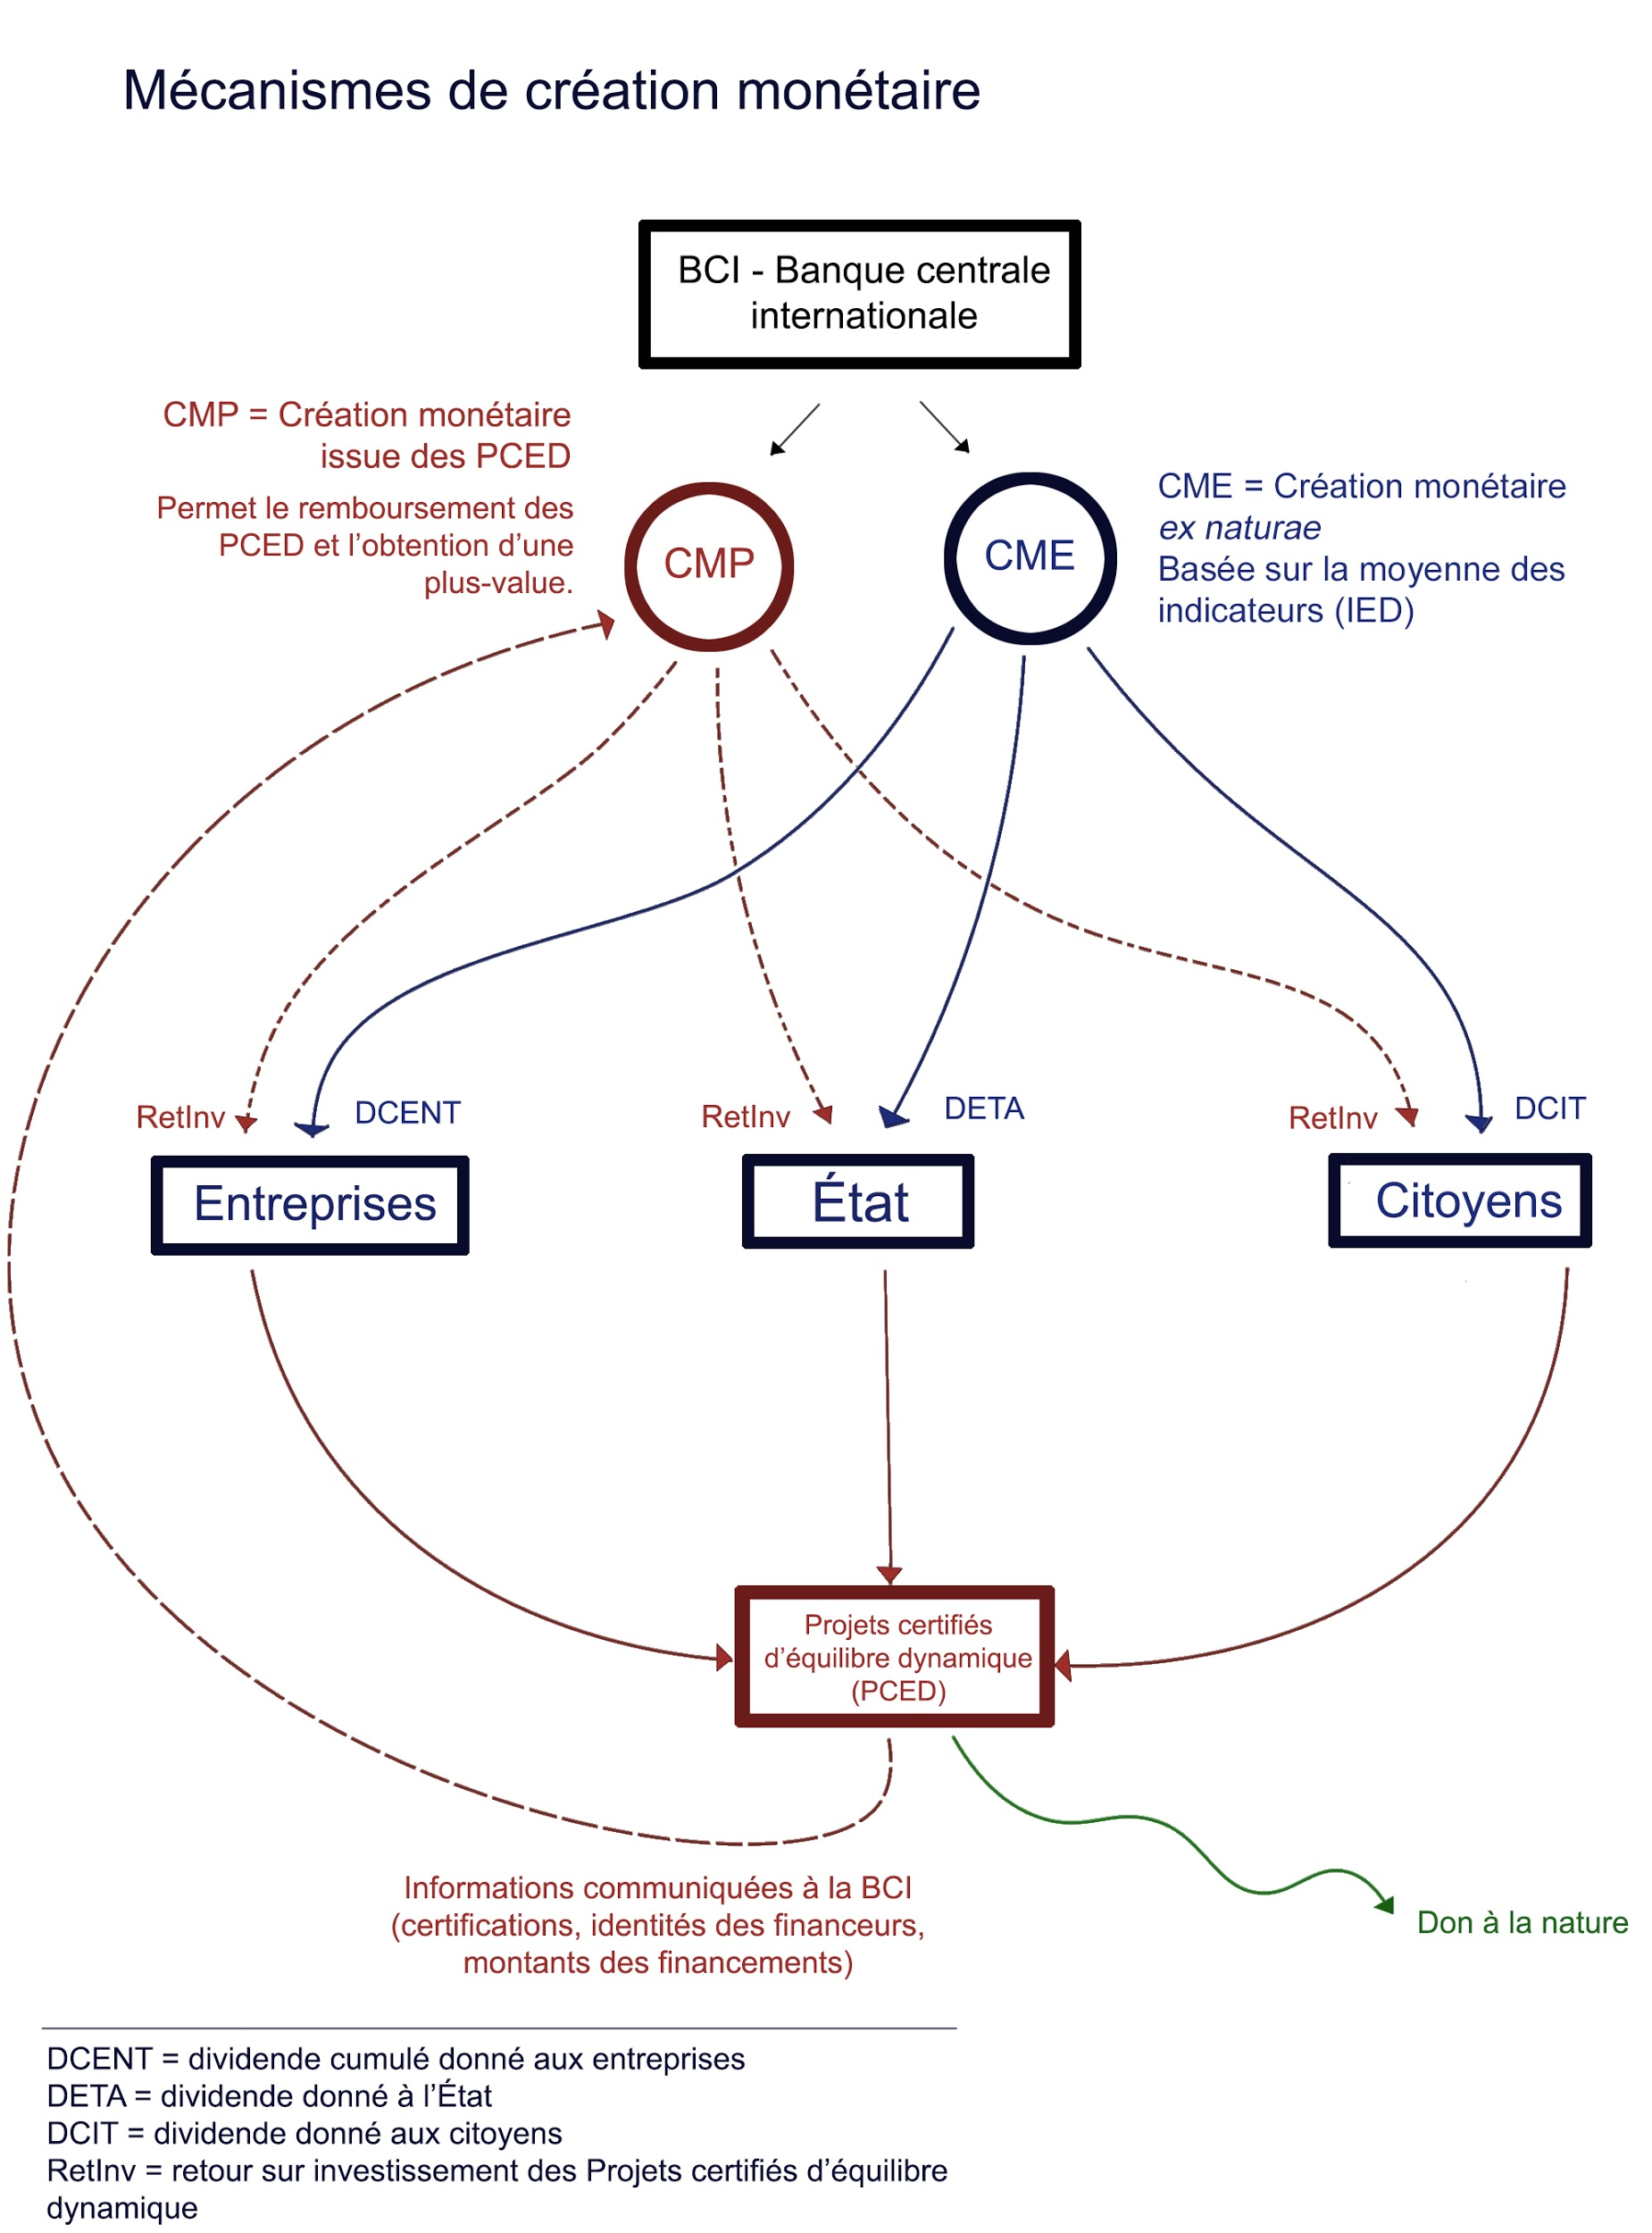 Mécanismes de création monétaire
BCI - Banque centrale
internationale
CMP = Création monétaire
issue des PCED
Permet le remboursement des
PCED et l’obtention d’une
plus-value.
CMP
CME
CME = Création monétaire
ex naturae
Basée sur la moyenne des
indicateurs (IED)
RetInv
DCENT
RetInv
DETA
RetInv
DCIT
Entreprises
État
Citoyens
Projets certifiés
d’équilibre dynamique
(PCED)
Informations communiquées à la BCI
(certifications, identités des financeurs,
montants des financements)
Don à la nature
DCENT = dividende cumulé donné aux entreprises
DETA = dividende donné à l’État
DCIT = dividende donné aux citoyens
RetInv = retour sur investissement des Projets certifiés d’équilibre
dynamique